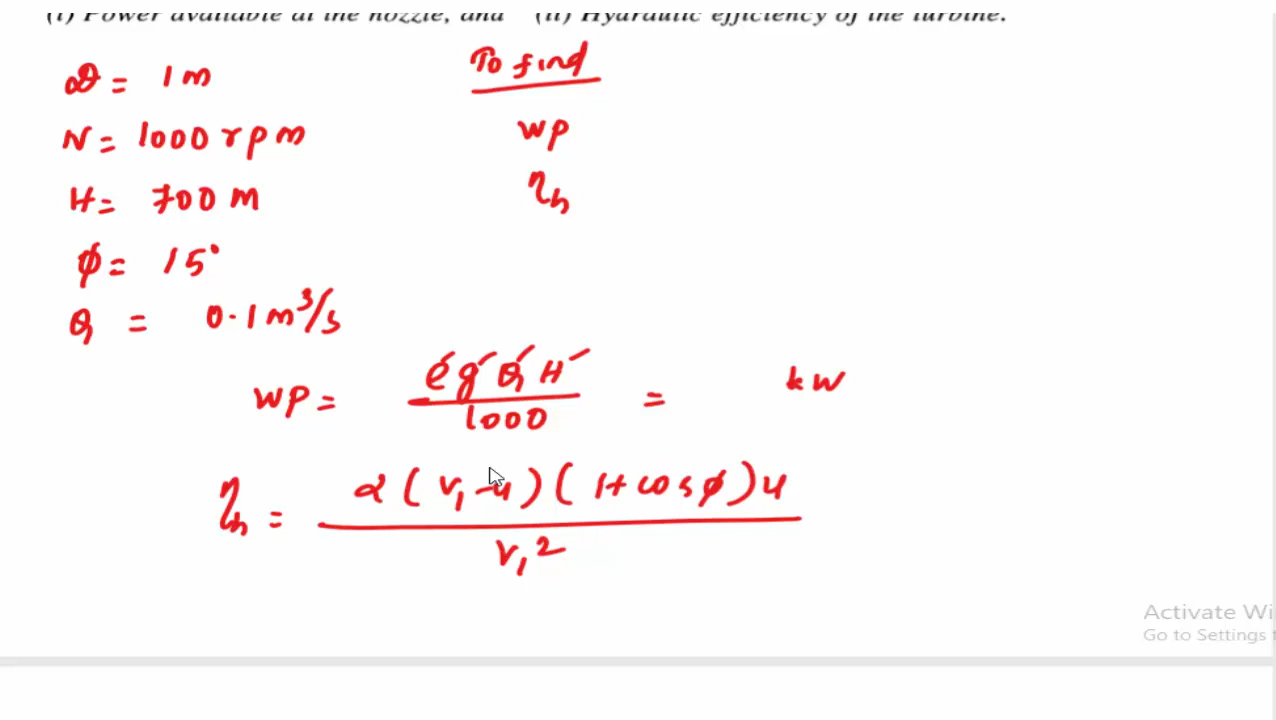 (i) Power available at the nozzle, and (ii) Hydraulic efficiency of the turbine.
D = 1 m
To find
N = 1000 rpm
WP
H = 700 m
ηh
φ = 15°
Q = 0.1 m³/s
WP = ρgQH / 1000 = kW
ηh = 2(V₁-u)(1+cosφ)u / V₁²
Activate Wi
Go to Settings t